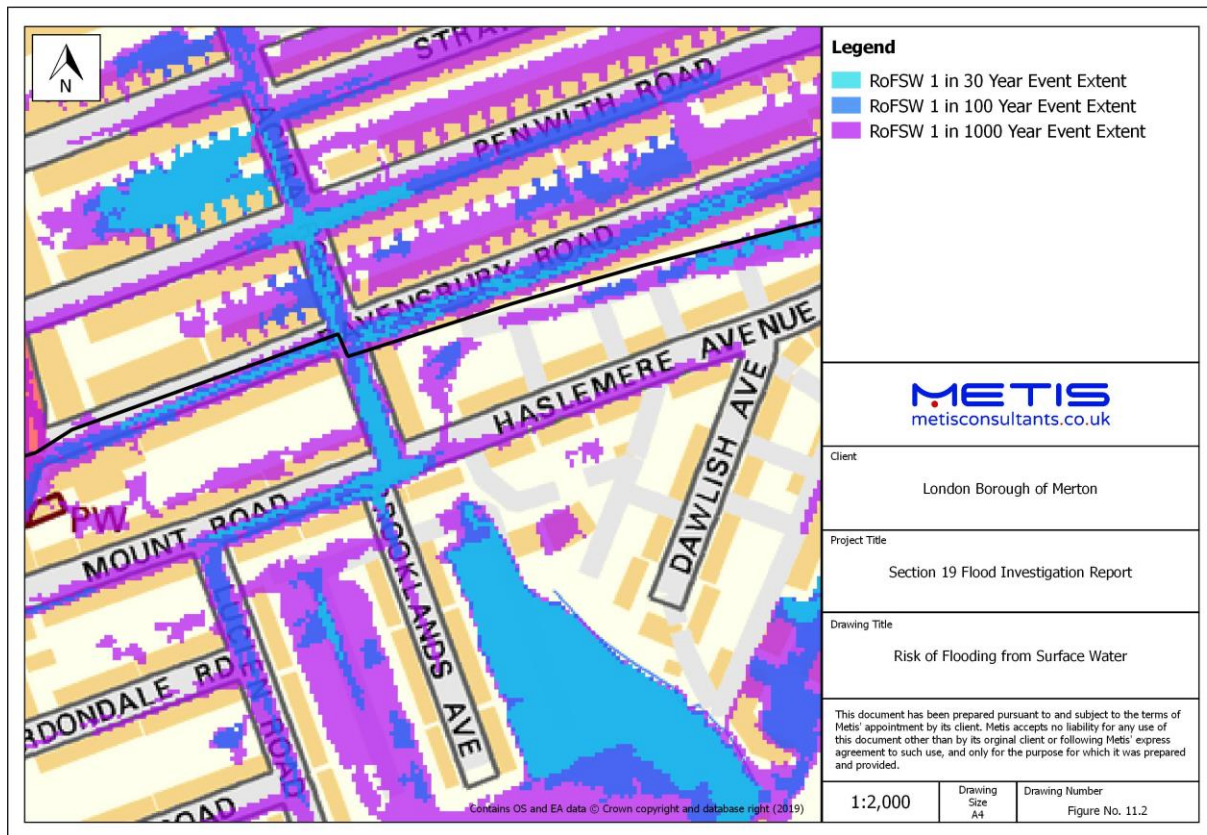 N
STRA
ACUBA
PENWITH ROAD
RAVENSBURY ROAD
HASLEMERE AVENUE
DAWLISH AVE
PW
MOUNT ROAD
BROOKLANDS AVE
LUCIEN ROAD
RDONDALE RD
ROAD
Contains OS and EA data © Crown copyright and database right (2019)
Legend
RoFSW 1 in 30 Year Event Extent
RoFSW 1 in 100 Year Event Extent
RoFSW 1 in 1000 Year Event Extent
METIS
metisconsultants.co.uk
Client
London Borough of Merton
Project Title
Section 19 Flood Investigation Report
Drawing Title
Risk of Flooding from Surface Water
This document has been prepared pursuant to and subject to the terms of
Metis' appointment by its client. Metis accepts no liability for any use of
this document other than by its orginal client or following Metis' express
agreement to such use, and only for the purpose for which it was prepared
and provided.
1:2,000
Drawing
Size
A4
Drawing Number
Figure No. 11.2